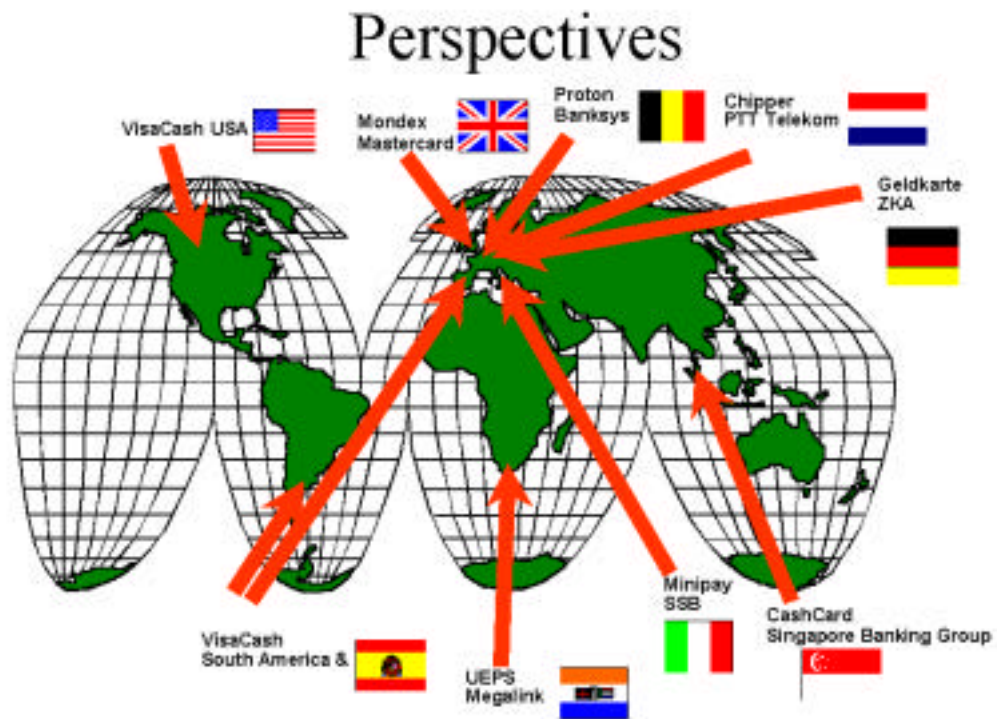 Perspectives
VisaCash USA
Mondex
Mastercard
Proton
Banksys
Chipper
PTT Telekom
Geldkarte
ZKA
VisaCash
South America &
UEPS
Megalink
Minipay
SSB
CashCard
Singapore Banking Group